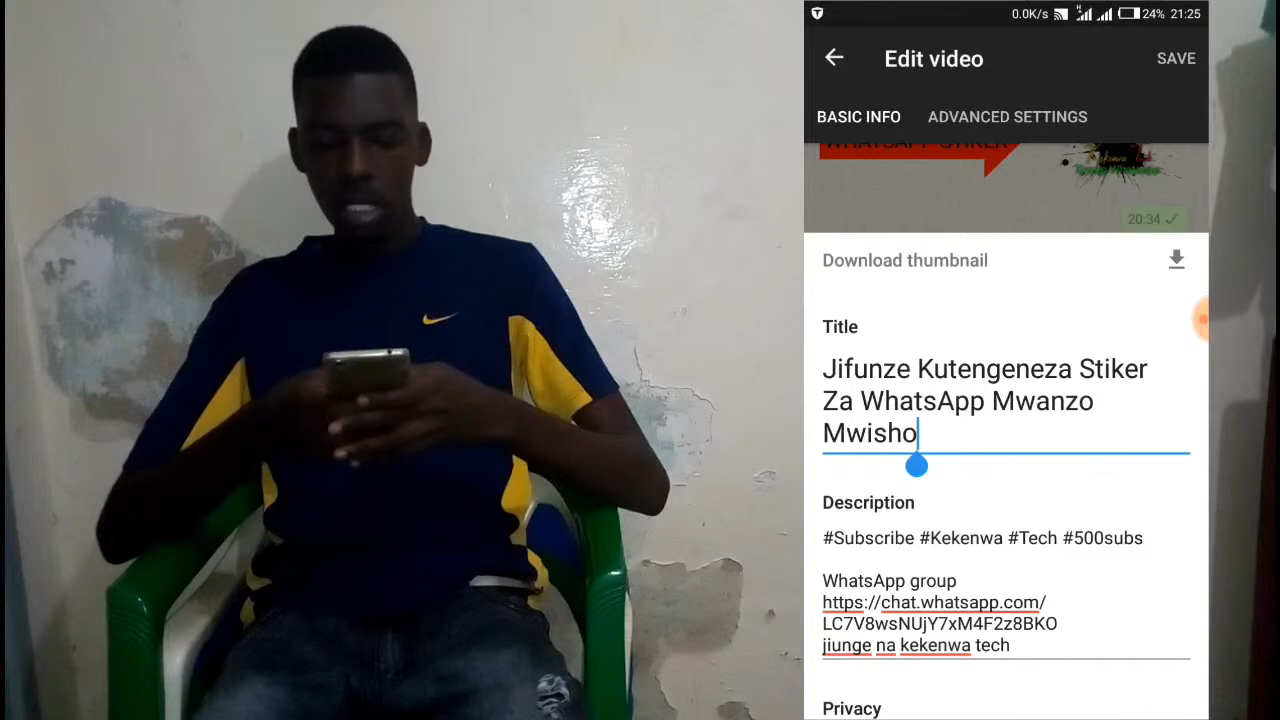 0.0K/s H 24% 21:25
Edit video SAVE
BASIC INFO ADVANCED SETTINGS
WHATSAPP STIKER
20:34
Download thumbnail
Title
Jifunze Kutengeneza Stiker
Za WhatsApp Mwanzo
Mwisho
Description
#Subscribe #Kekenwa #Tech #500subs
WhatsApp group
https://chat.whatsapp.com/
LC7V8wsNUjY7xM4F2z8BKO
jiunge na kekenwa tech
Privacy